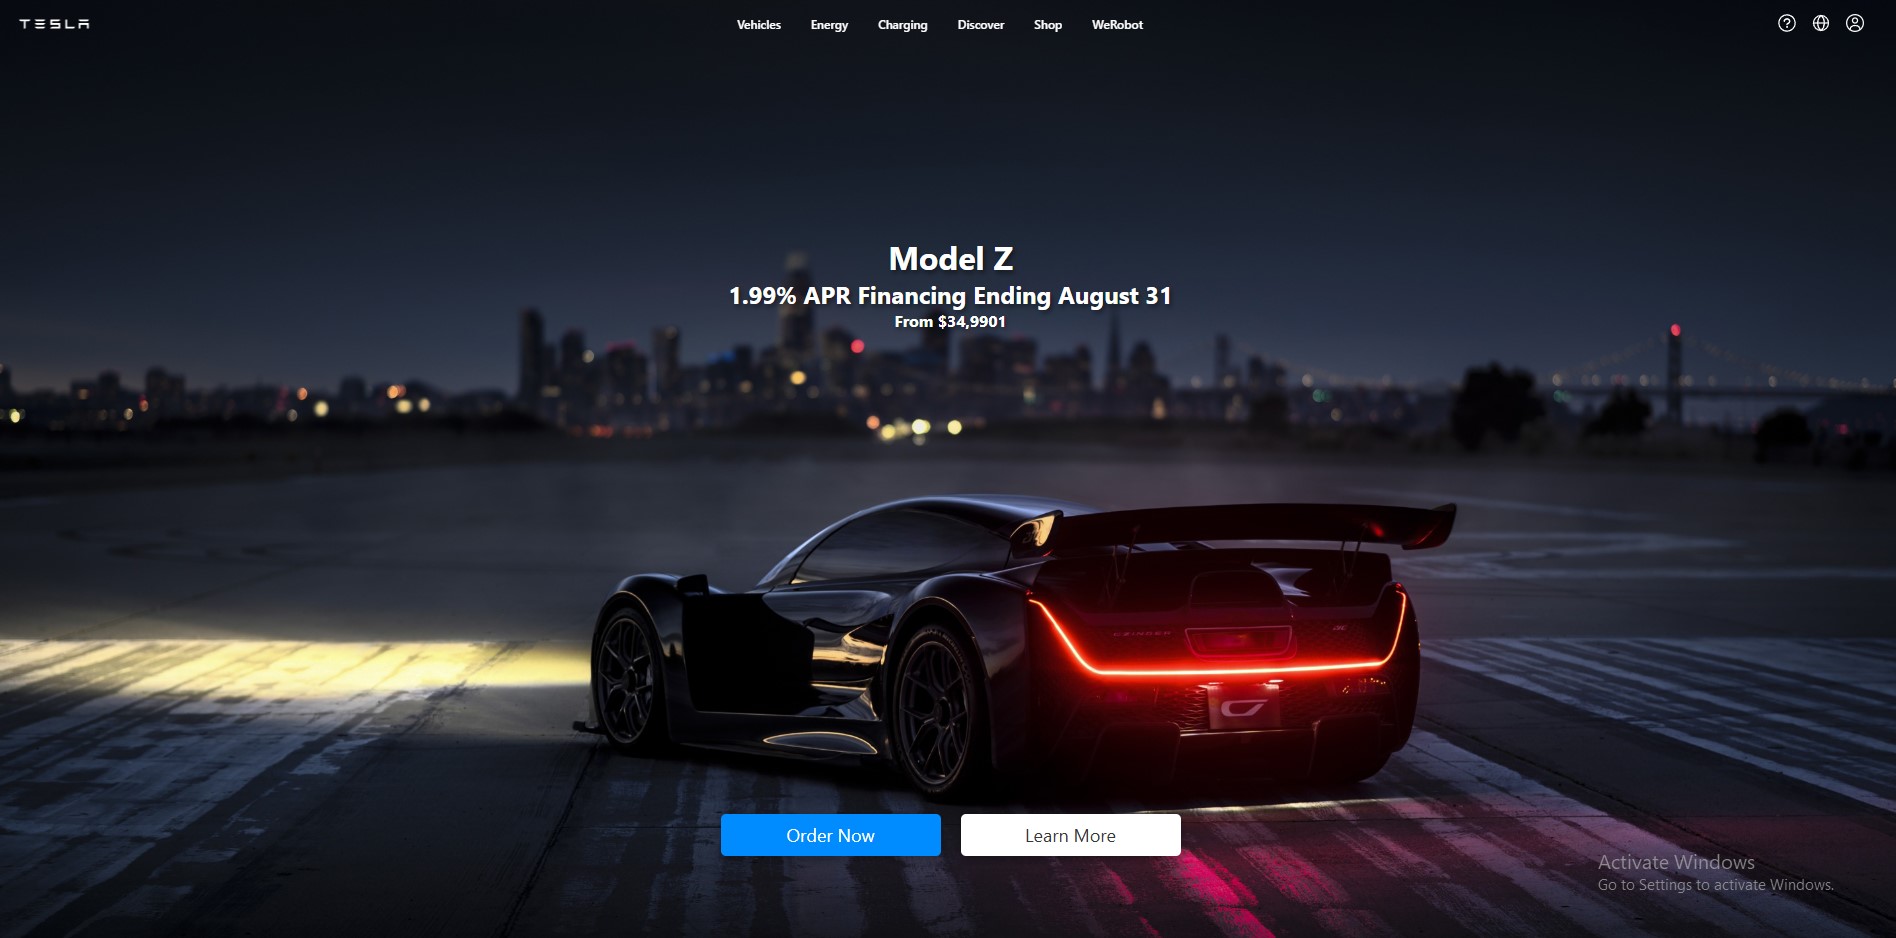 TESLA
Vehicles Energy Charging Discover Shop WeRobot
Model Z
1.99% APR Financing Ending August 31
From $34,9901
CZINGER
Order Now Learn More
Activate Windows
Go to Settings to activate Windows.